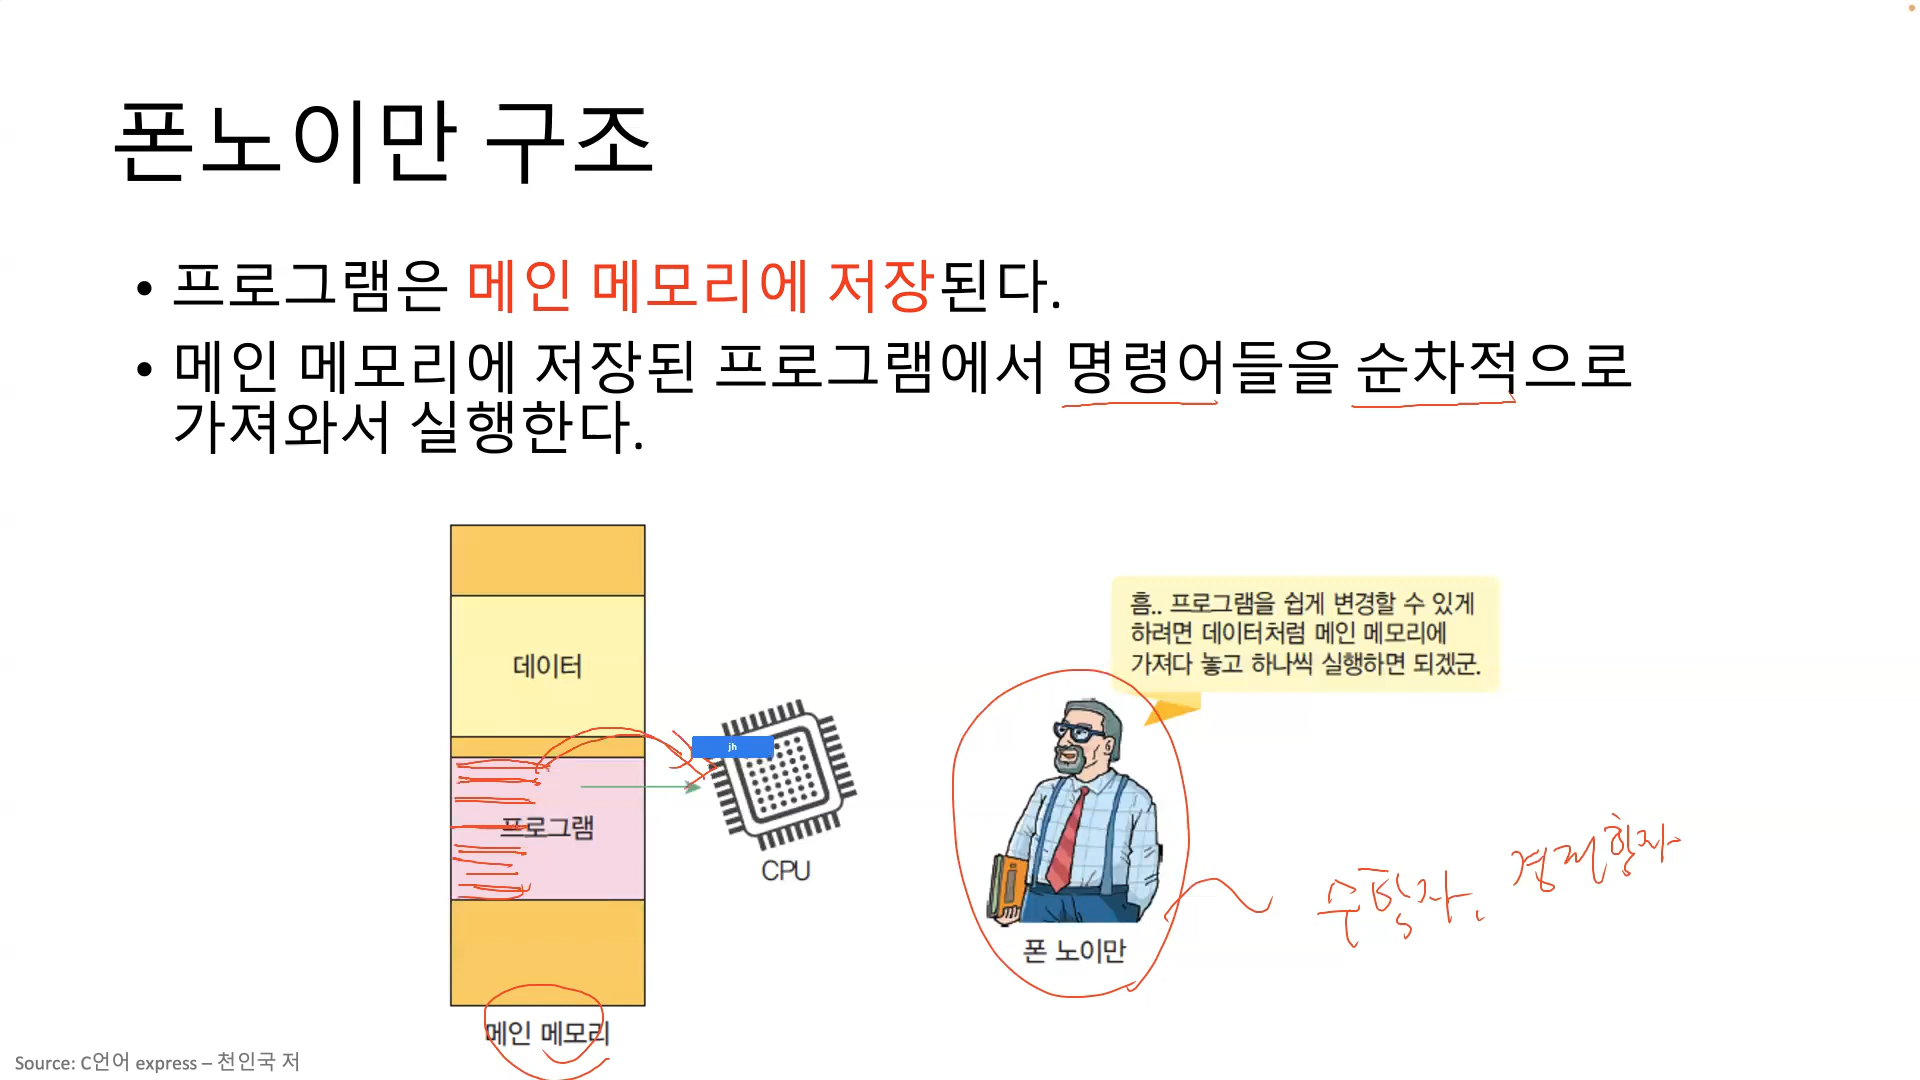 폰노이만 구조
• 프로그램은 메인 메모리에 저장된다.
• 메인 메모리에 저장된 프로그램에서 명령어들을 순차적으로
가져와서 실행한다.
흠.. 프로그램을 쉽게 변경할 수 있게
하려면 데이터처럼 메인 메모리에
가져다 놓고 하나씩 실행하면 되겠군.
데이터
jh
프로그램
CPU
수학자,
폰 노이만
메인 메모리
Source: C언어 express – 천인국 저